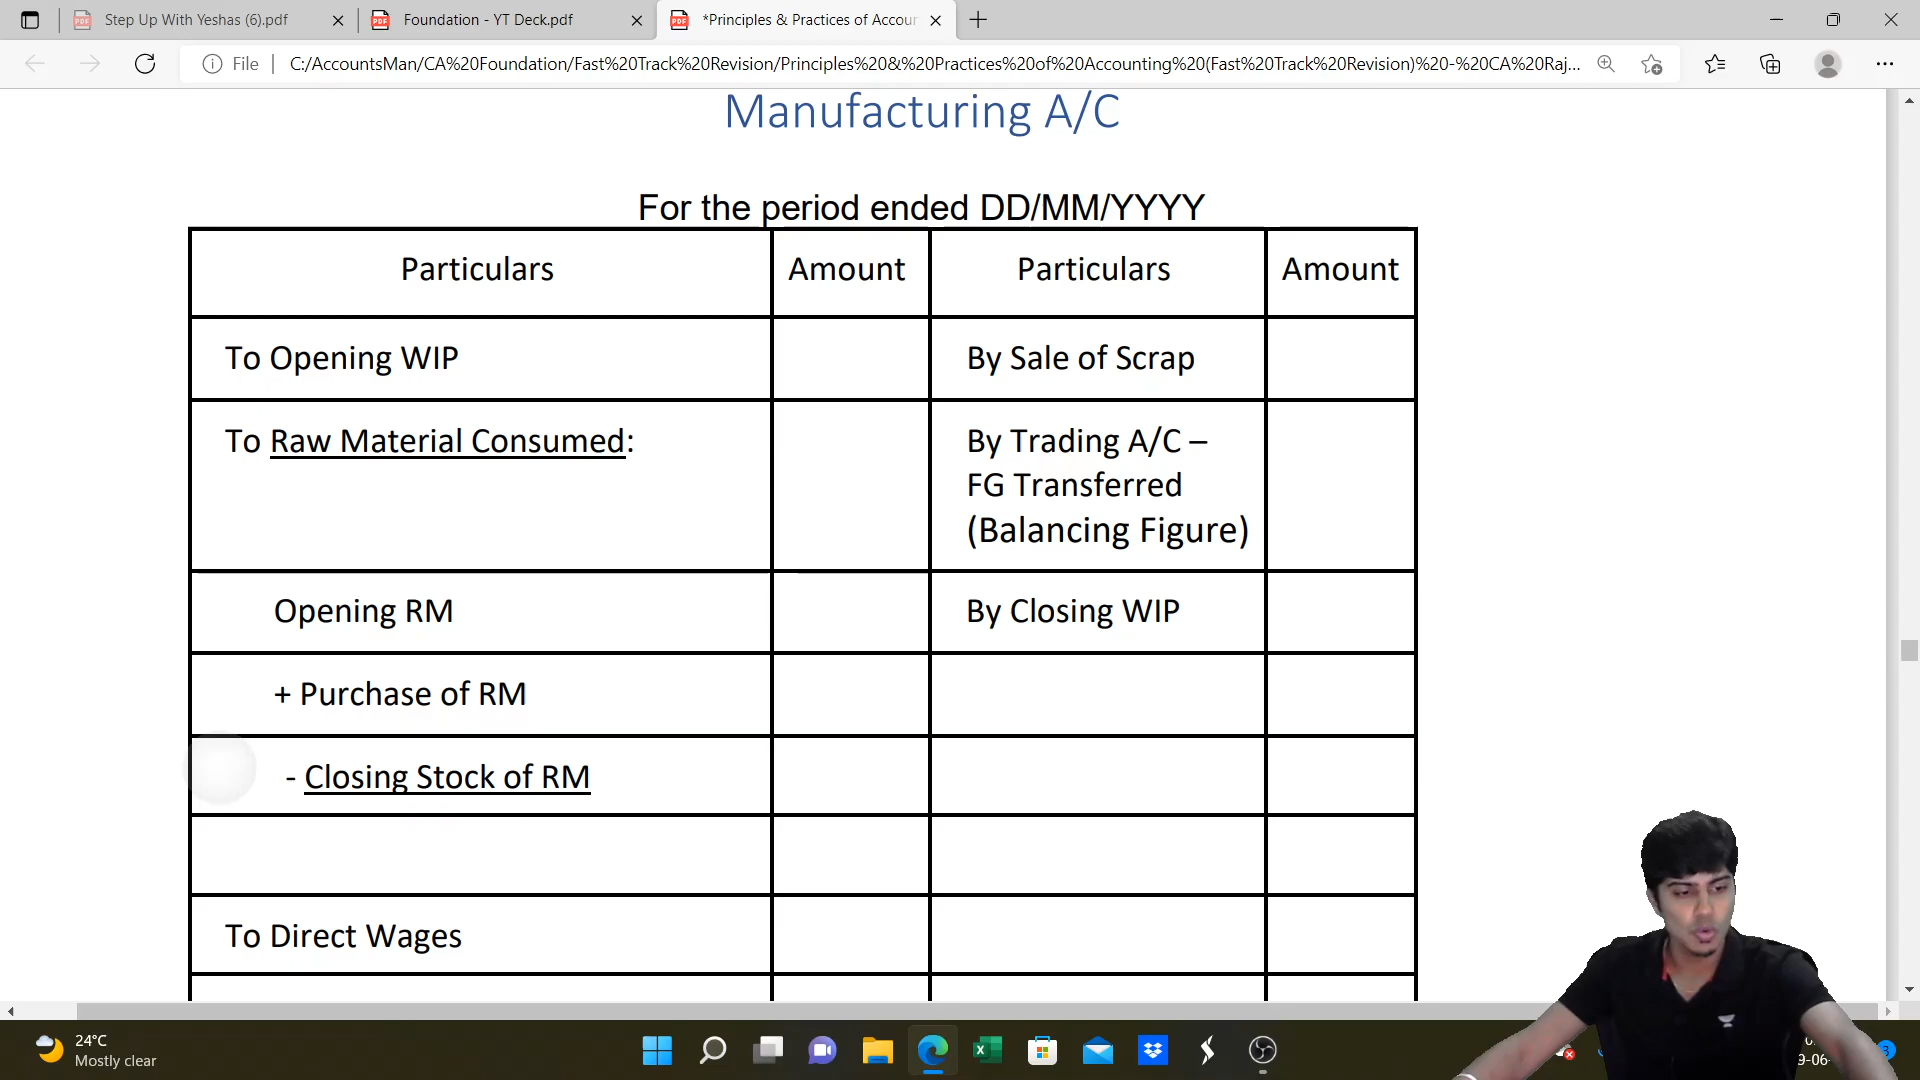 Step Up With Yeshas (6).pdf
Foundation - YT Deck.pdf
*Principles & Practices of Accour
File
C:/AccountsMan/CA%20Foundation/Fast%20Track%20Revision/Principles%20&%20Practices%20of%20Accounting%20(Fast%20Track%20Revision)%20-%20CA%20Raj...
Manufacturing A/C
For the period ended DD/MM/YYYY
Particulars Amount Particulars Amount
To Opening WIP By Sale of Scrap
To Raw Material Consumed: By Trading A/C –
FG Transferred
(Balancing Figure)
Opening RM By Closing WIP
+ Purchase of RM
- Closing Stock of RM
To Direct Wages
24°C
Mostly clear
9-06-
3